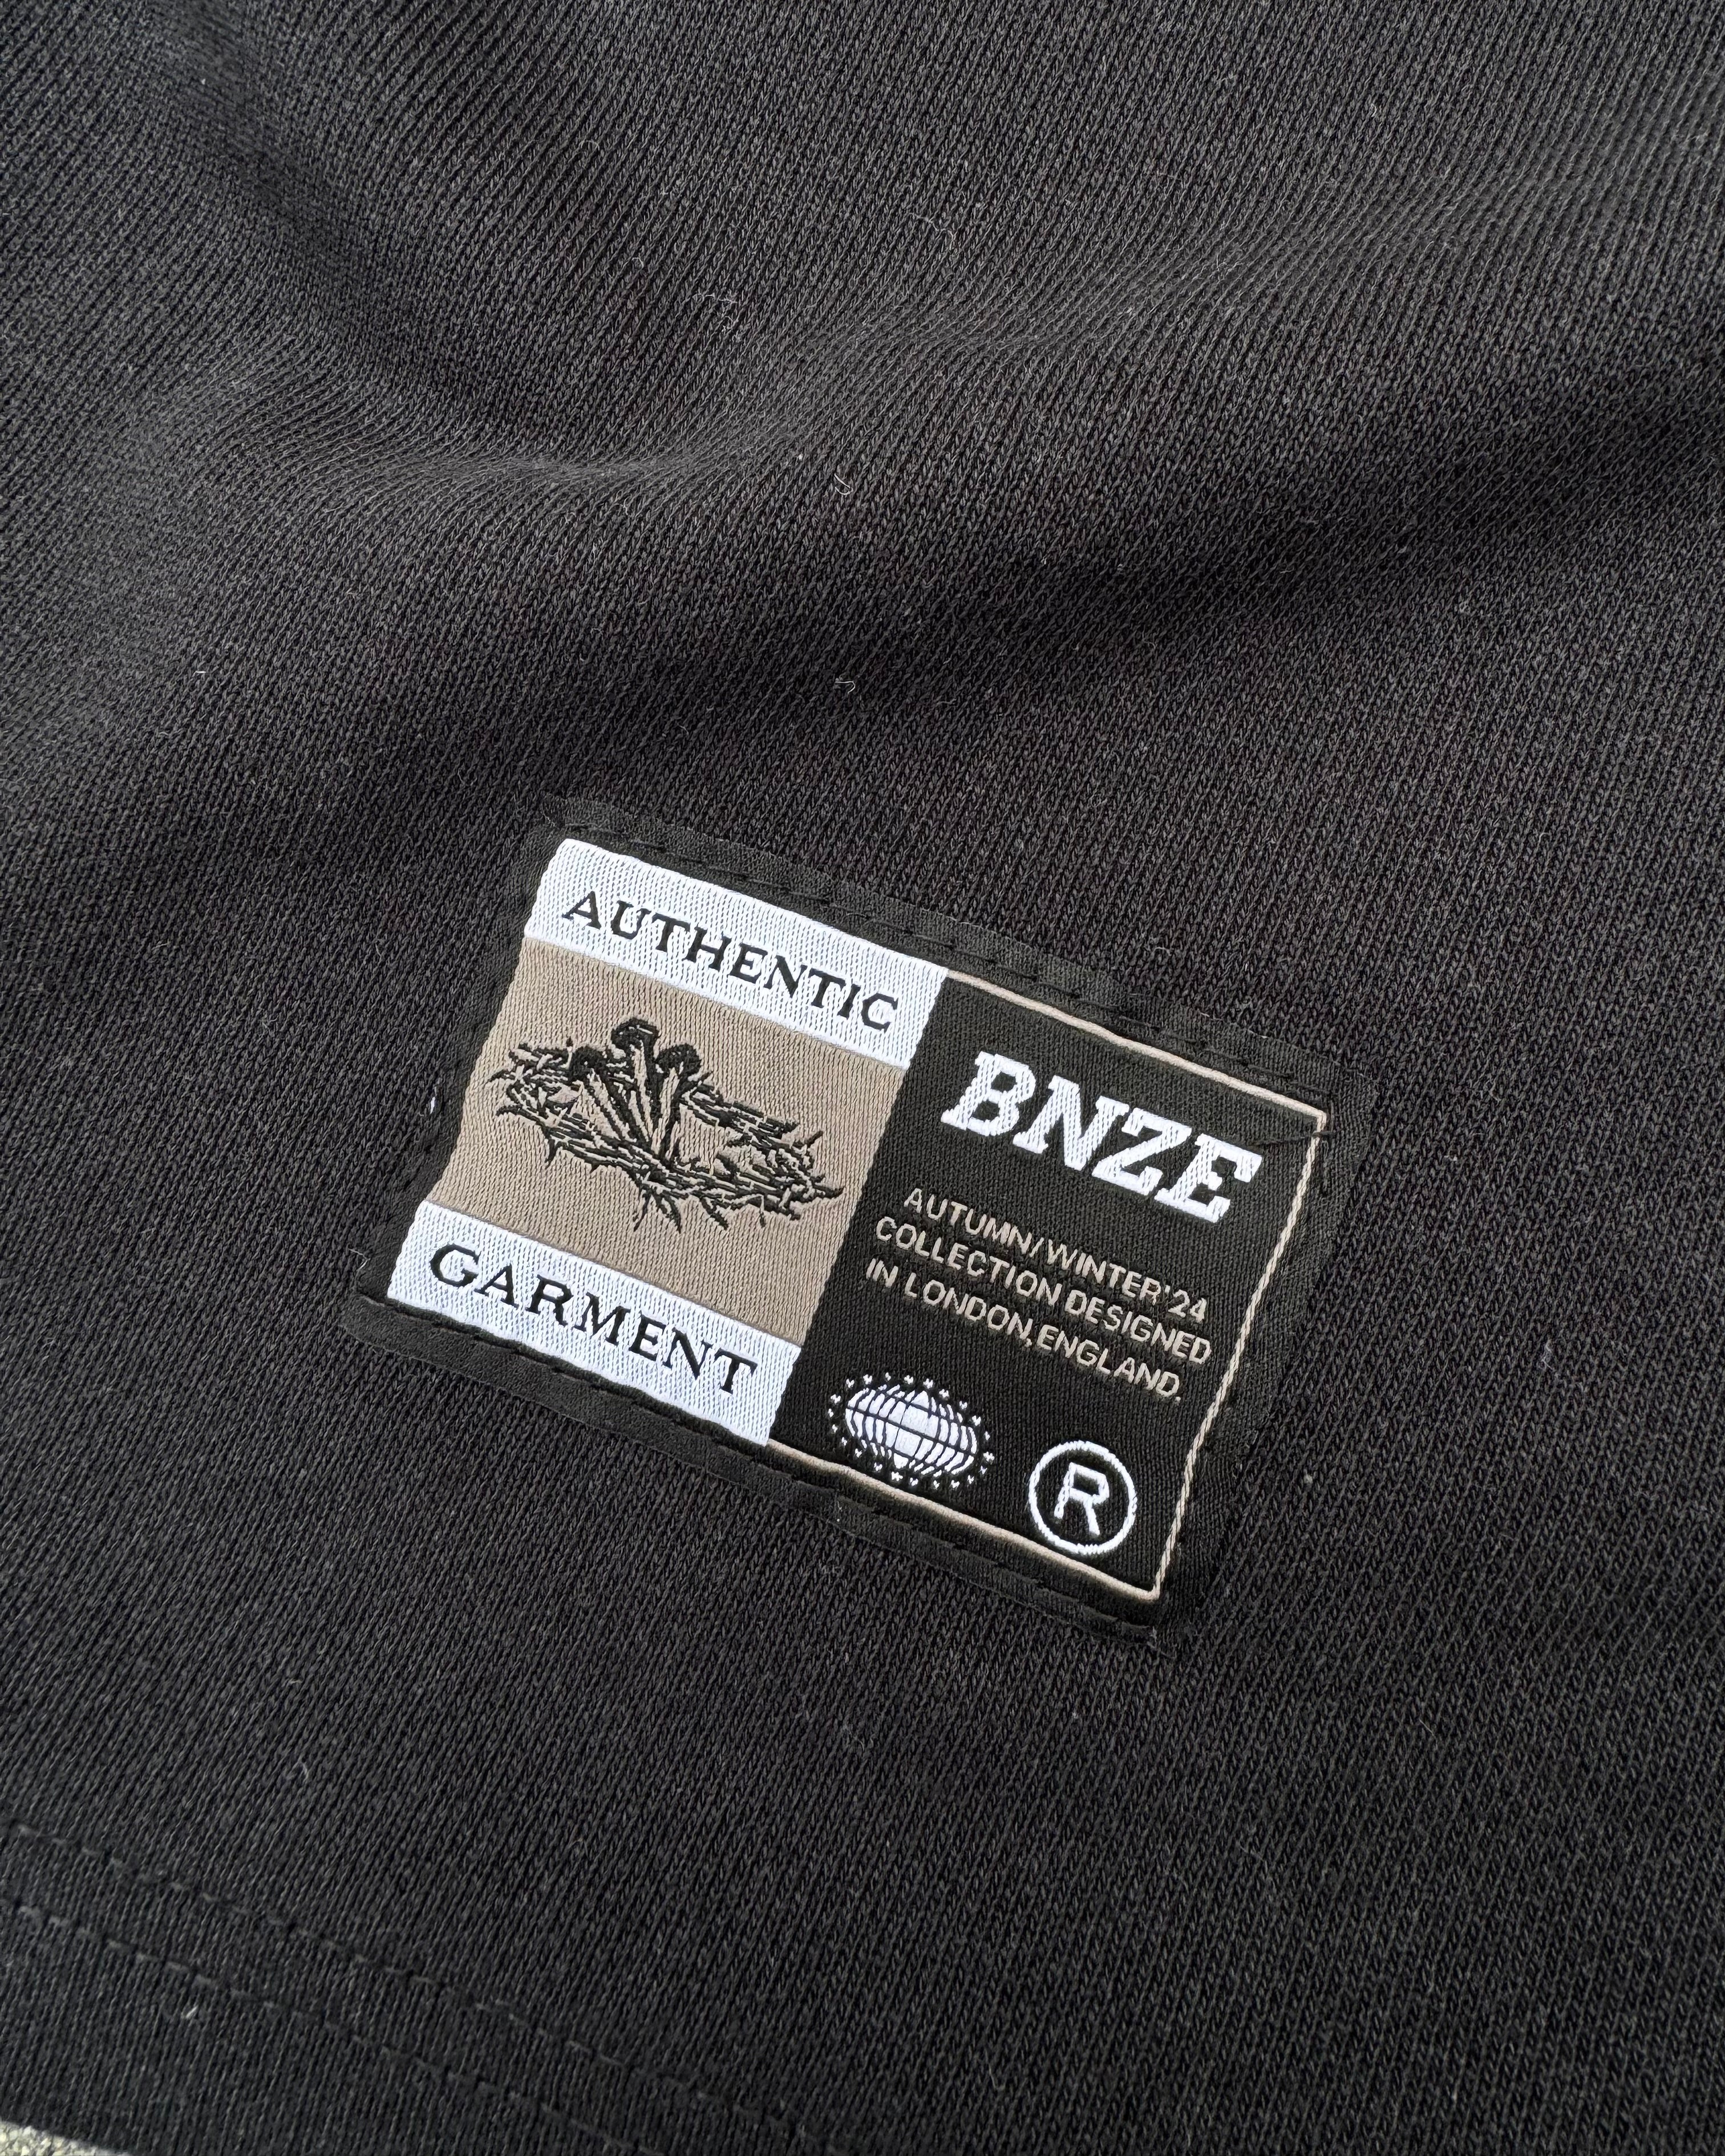 AUTHENTIC
GARMENT
BNZE
AUTUMN/WINTER'24
COLLECTION DESIGNED
IN LONDON, ENGLAND.
®